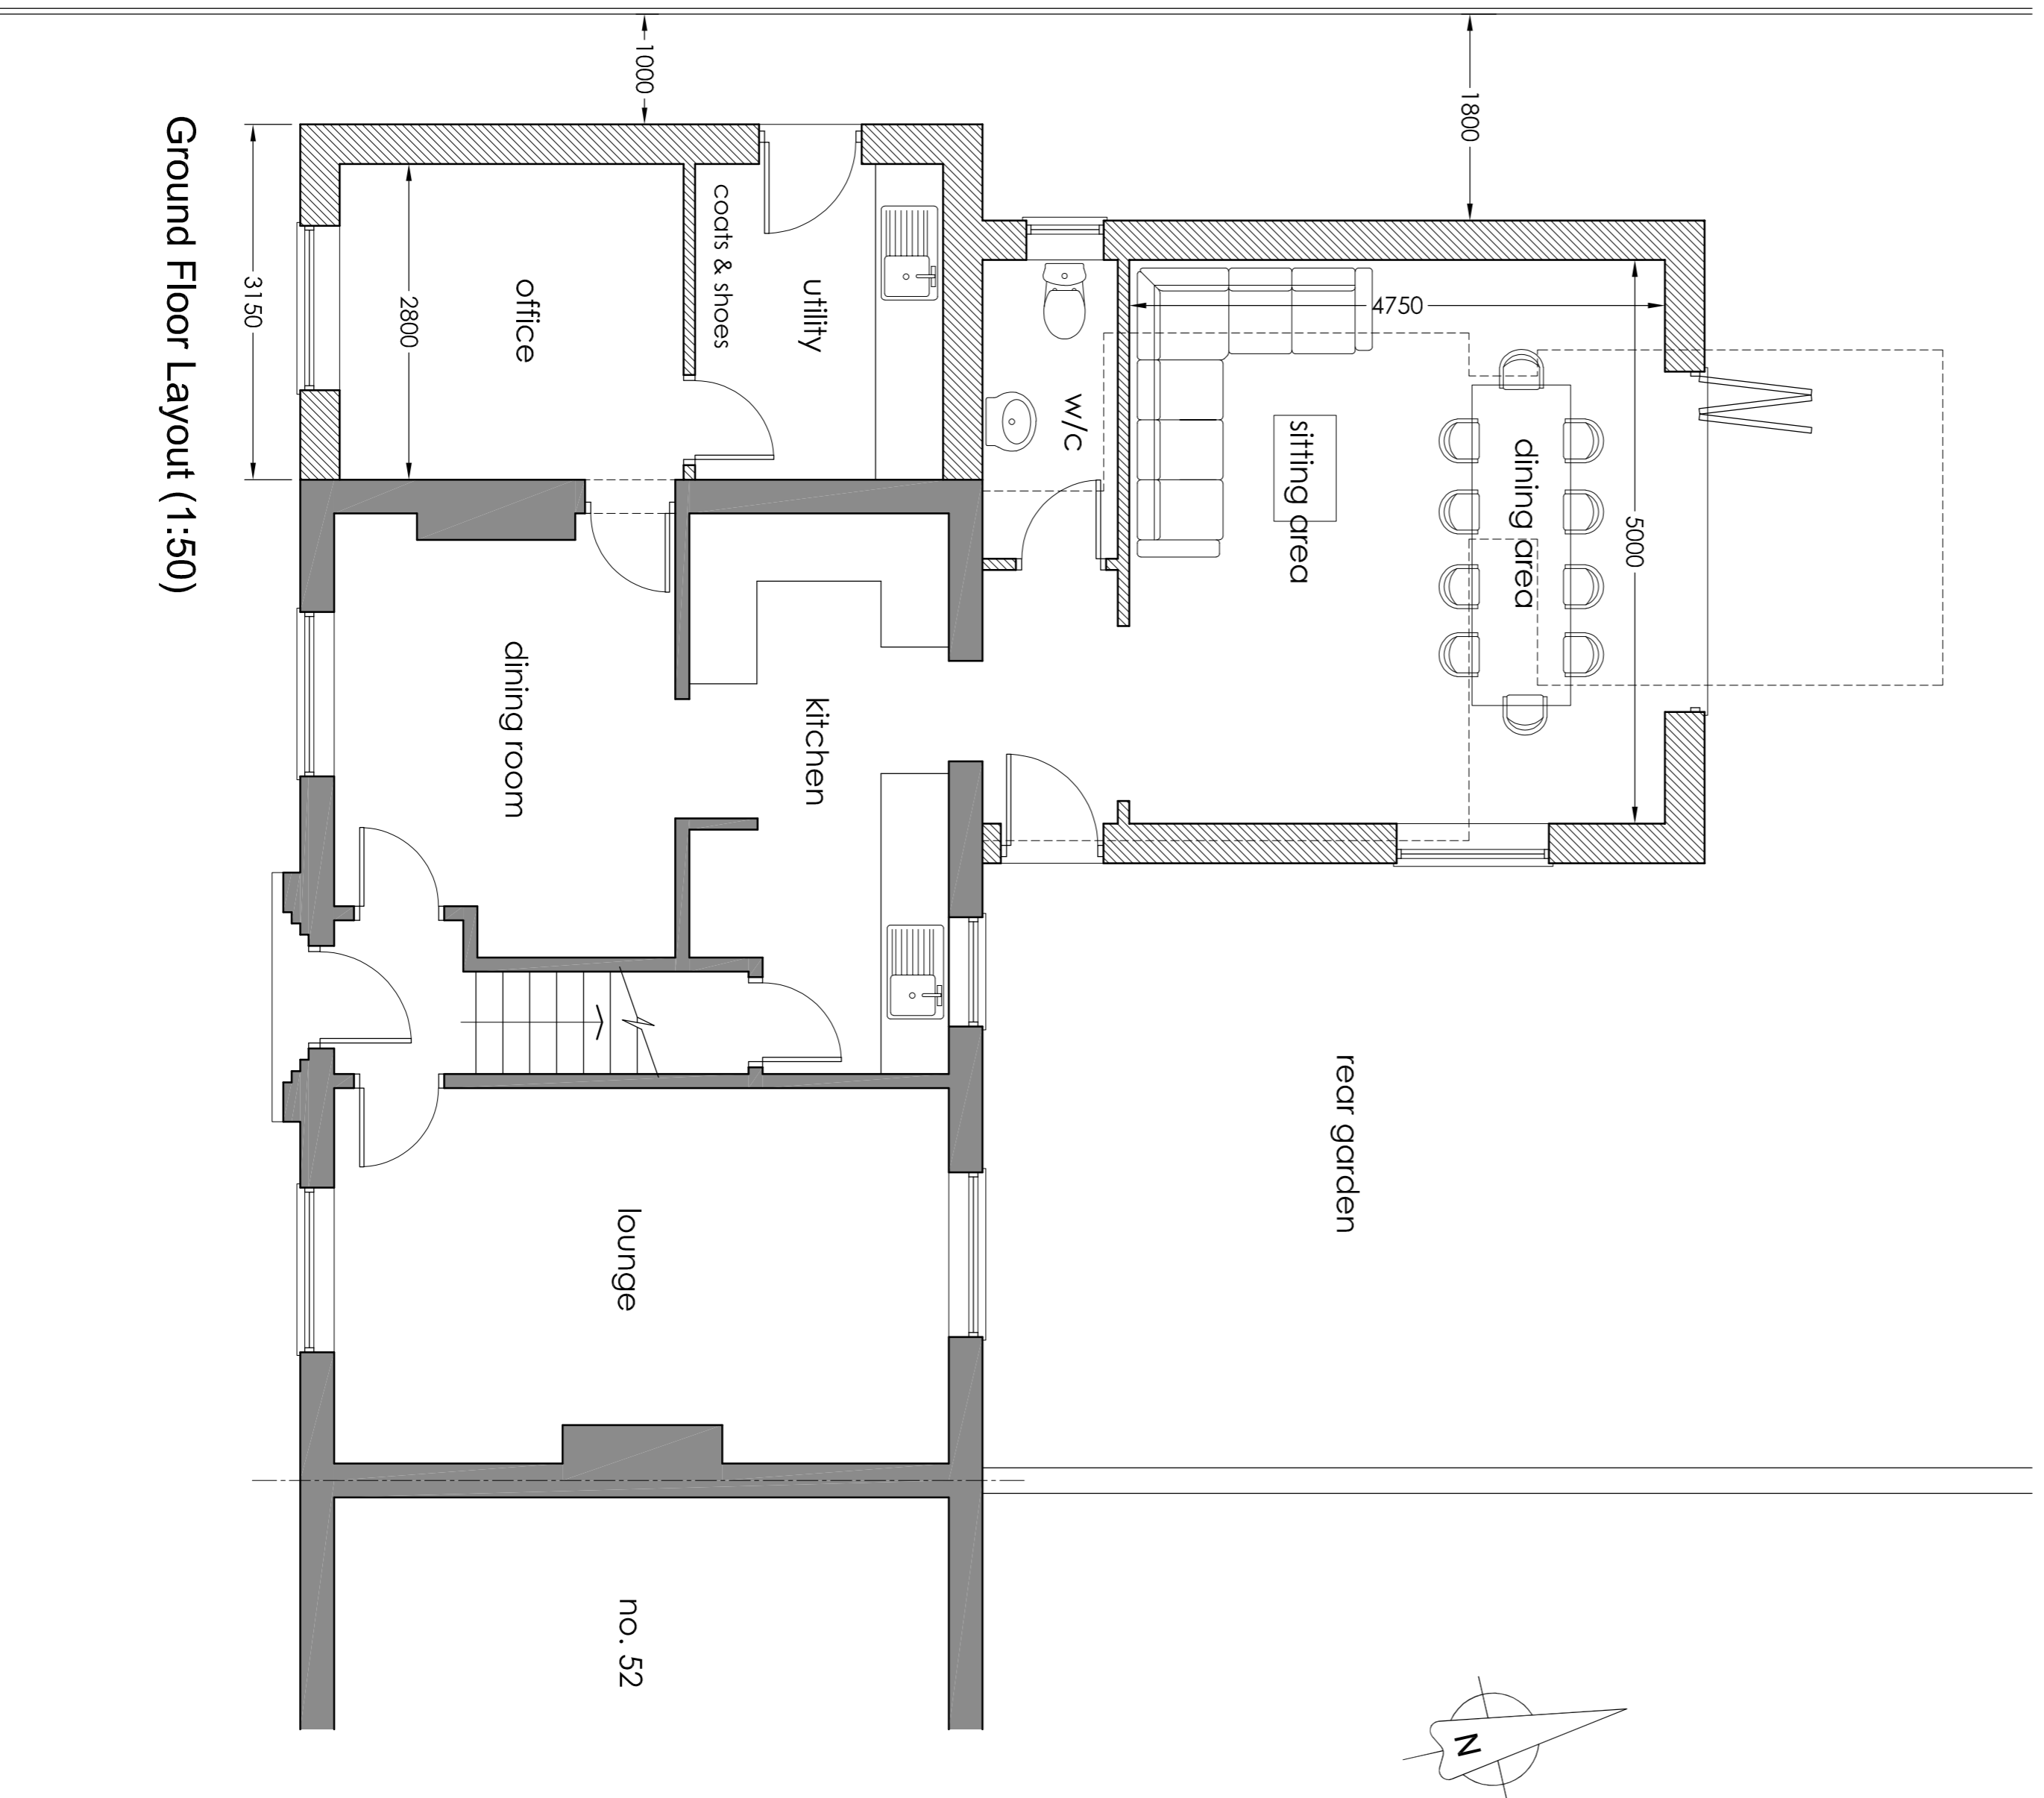 1000
1800
Ground Floor Layout (1:50)
3150
2800
office
coats & shoes
utility
w/c
4750
sitting area
dining area
5000
dining room
kitchen
lounge
rear garden
no. 52
N